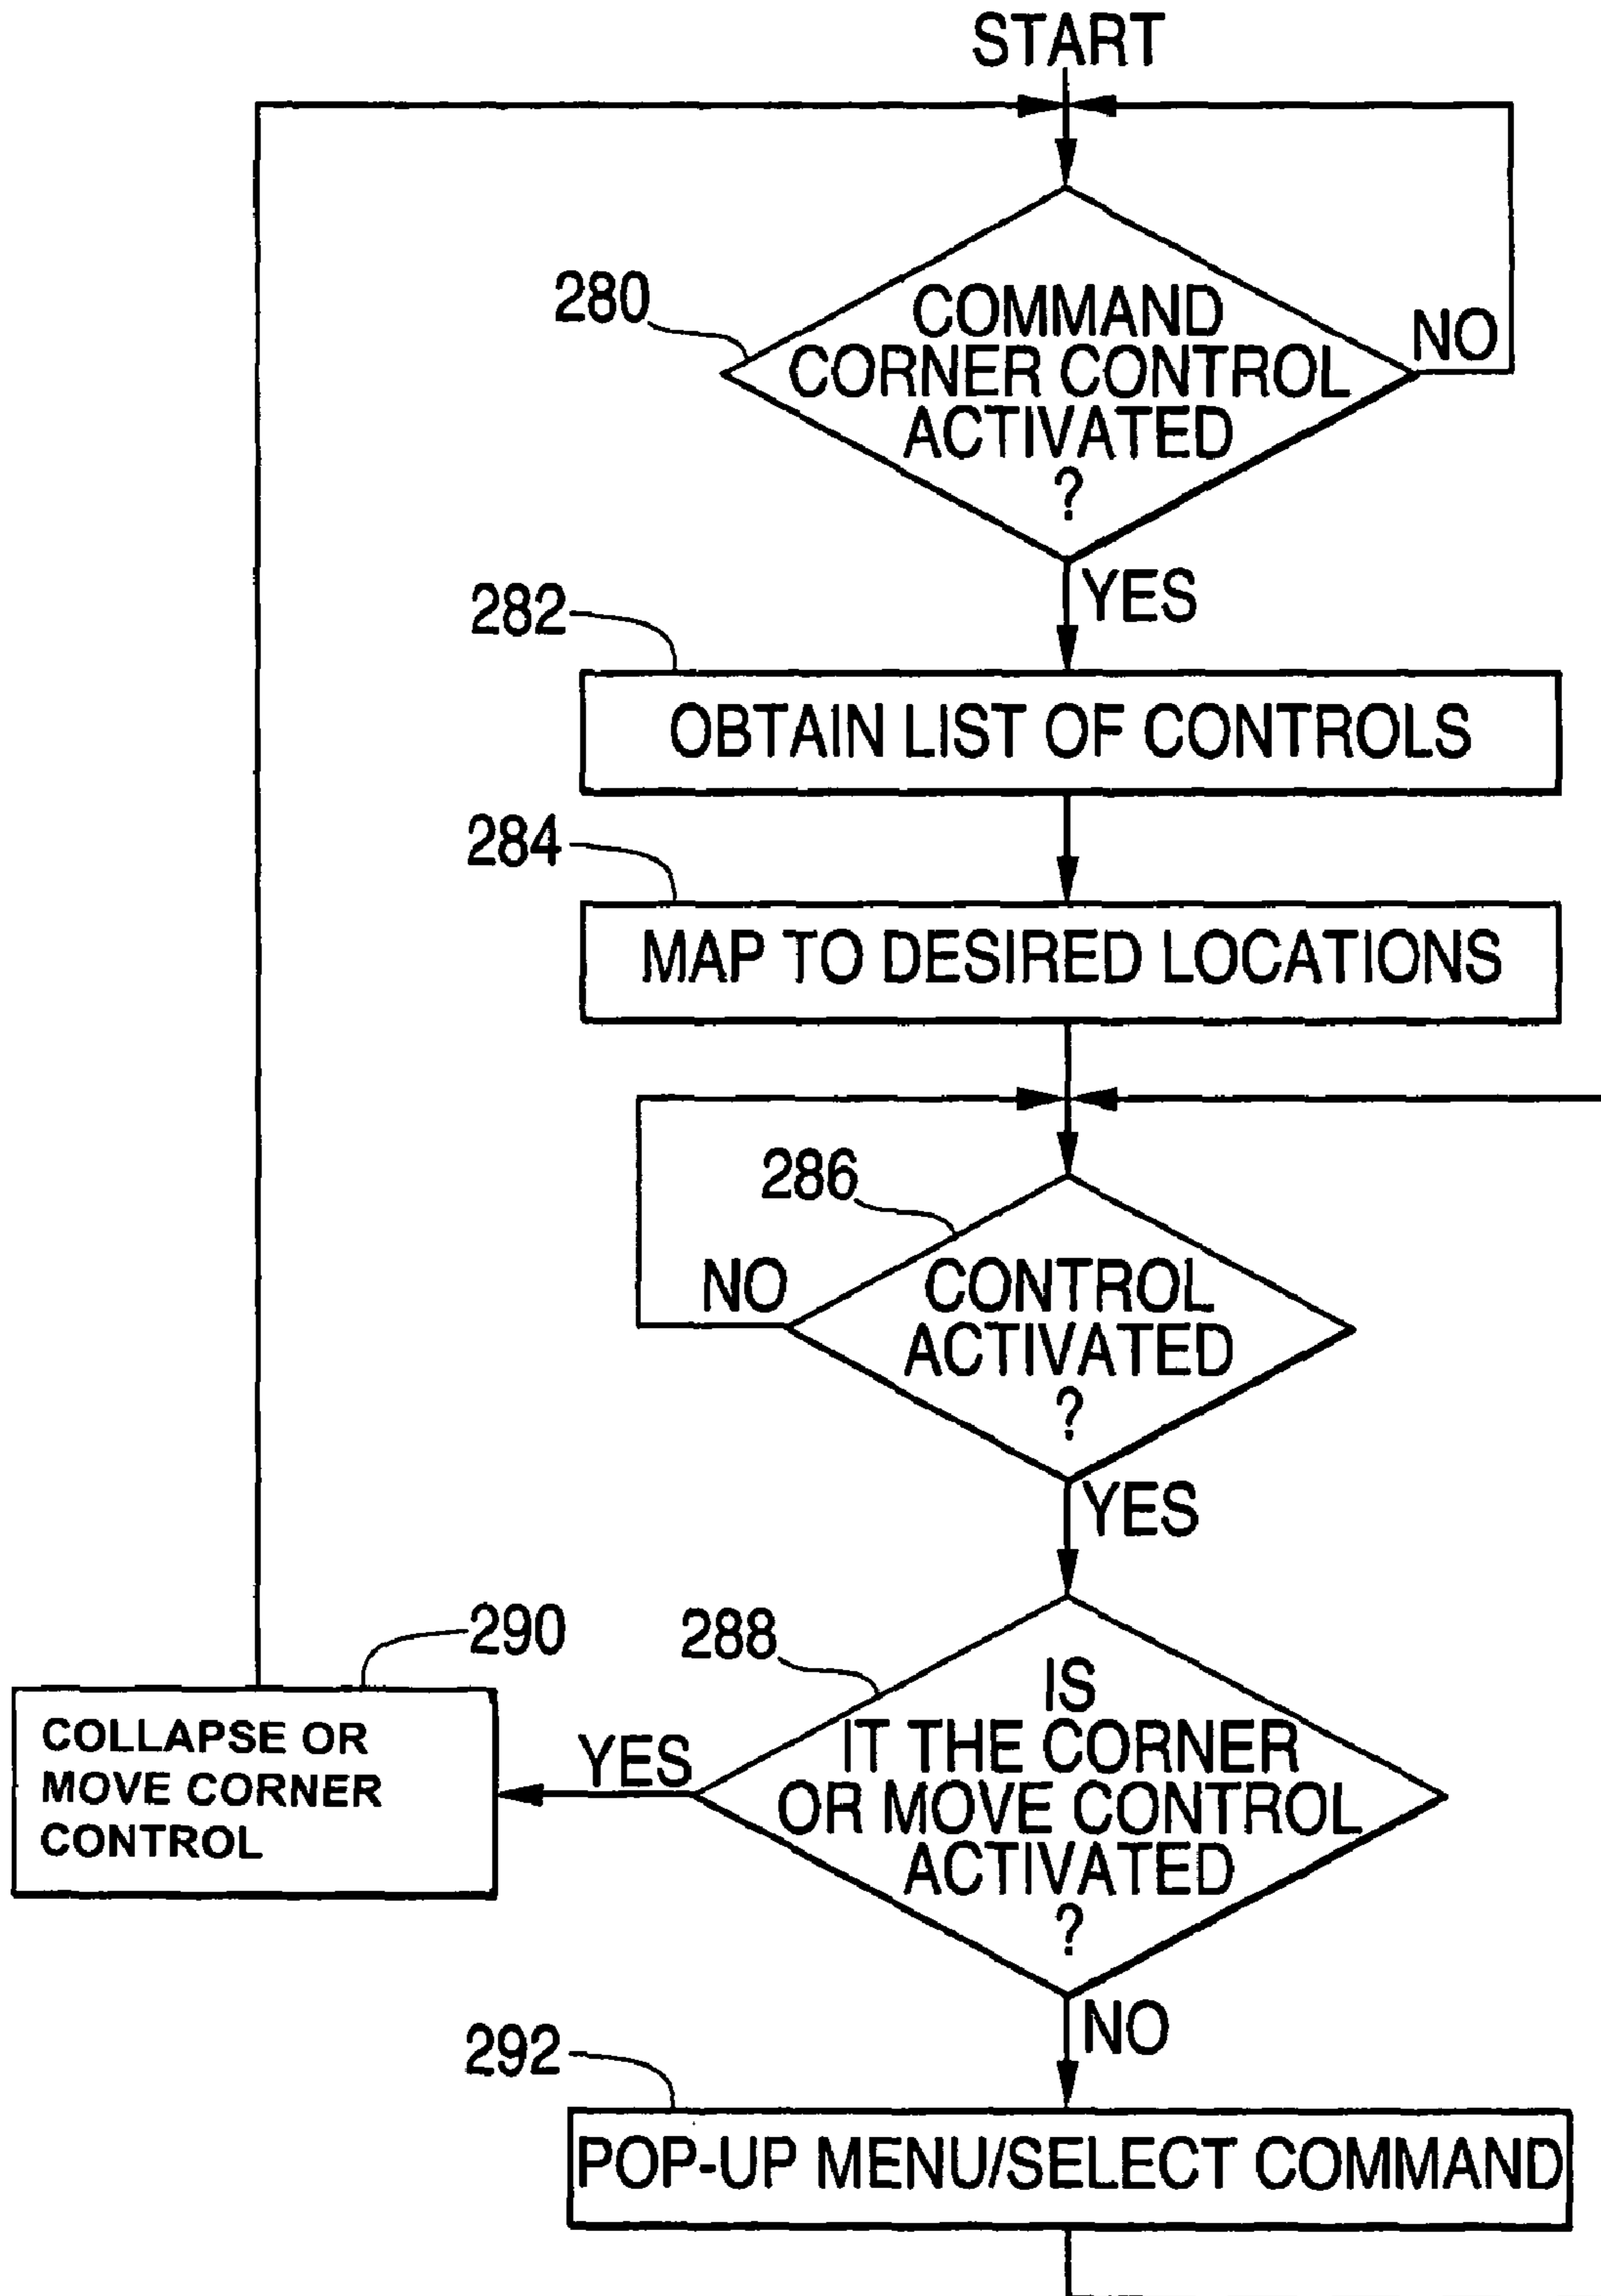 START
280
COMMAND
CORNER CONTROL
ACTIVATED
?
NO
YES
282
OBTAIN LIST OF CONTROLS
284
MAP TO DESIRED LOCATIONS
286
NO
CONTROL
ACTIVATED
?
YES
288
IS
IT THE CORNER
OR MOVE CONTROL
ACTIVATED
?
YES
290
COLLAPSE OR
MOVE CORNER
CONTROL
NO
292
POP-UP MENU/SELECT COMMAND